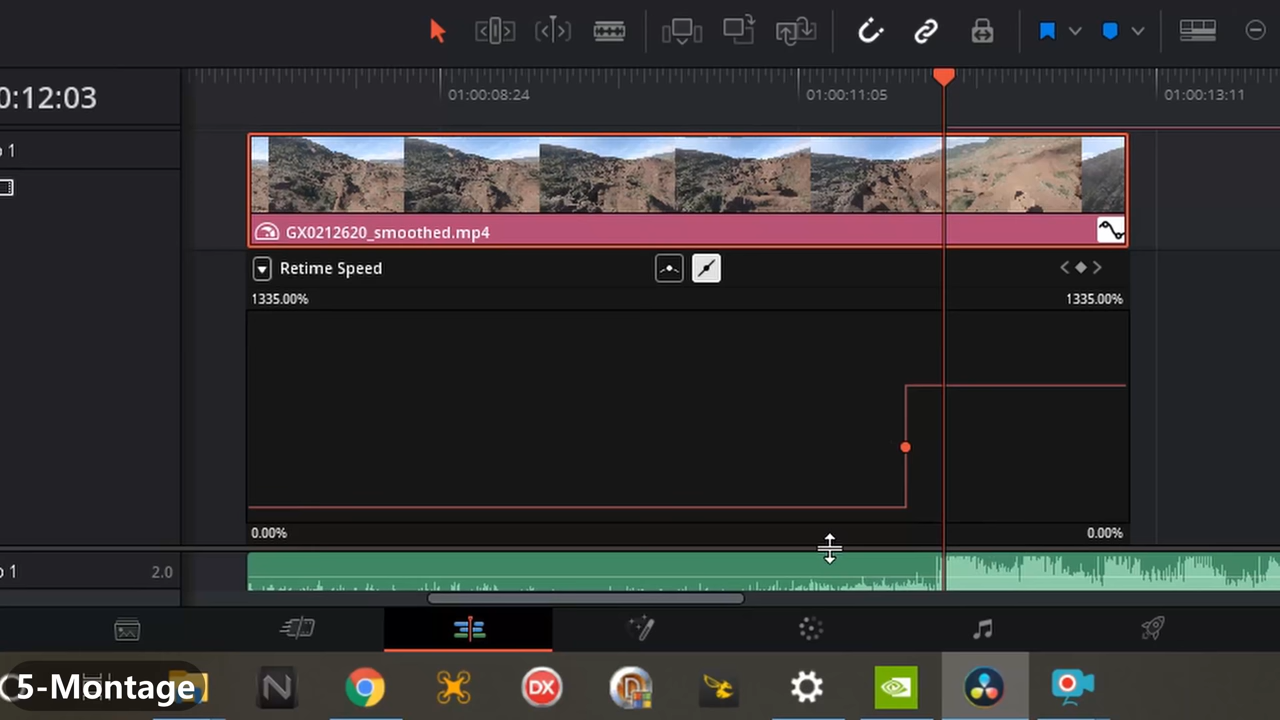 0:12:03
01:00:08:24
01:00:11:05
01:00:13:11
o 1
GX0212620_smoothed.mp4
Retime Speed
1335.00%
1335.00%
0.00%
0.00%
o 1
2.0
5-Montage
N
DX